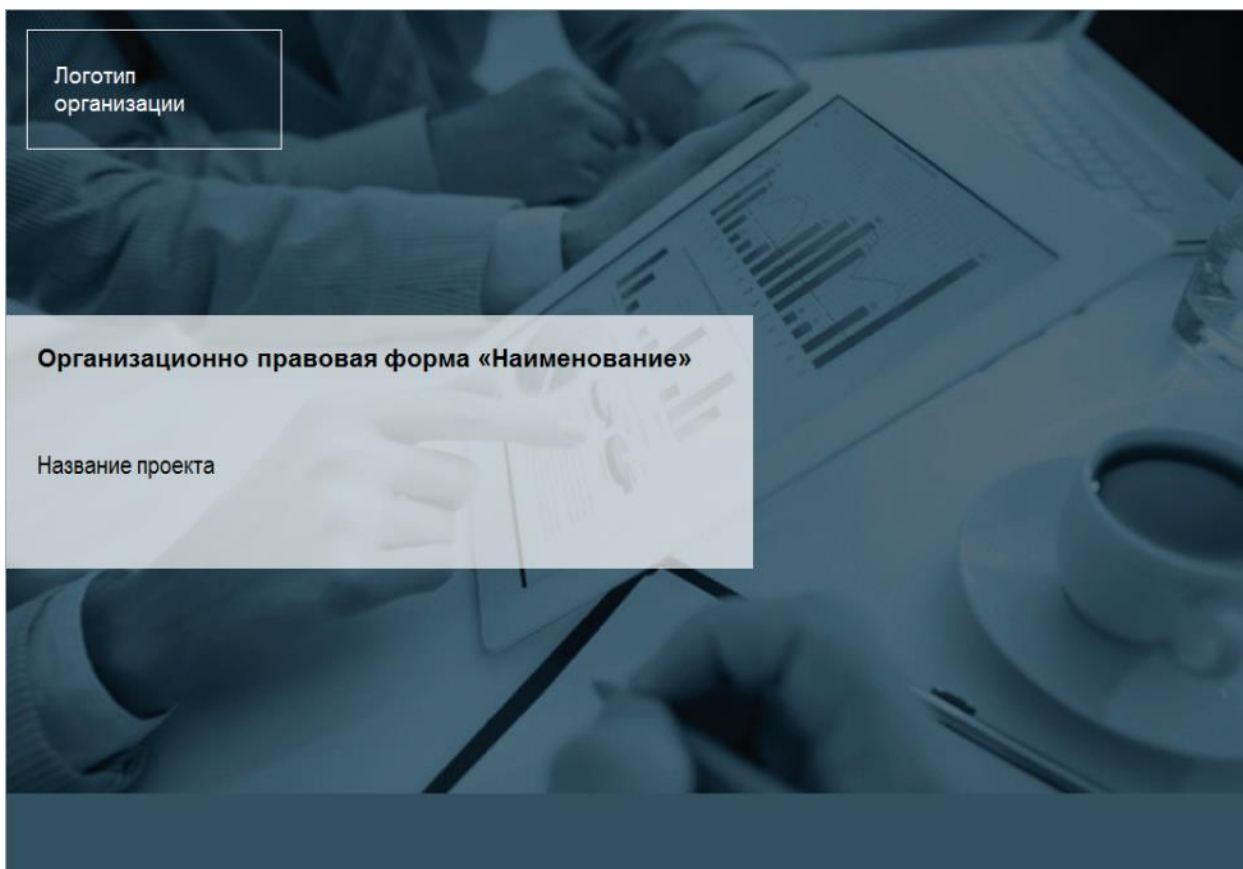 Логотип
организации
Организационно правовая форма «Наименование»
Название проекта